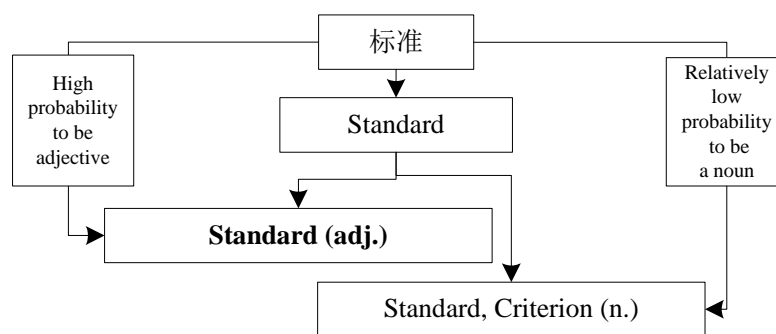 标准
High
probability
to be
adjective
Standard
Relatively
low
probability
to be
a noun
Standard (adj.)
Standard, Criterion (n.)